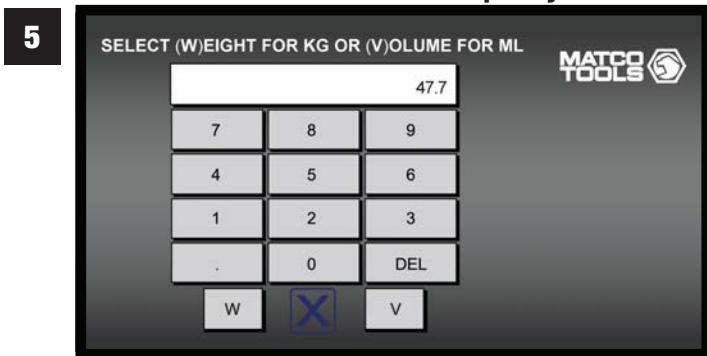 5
SELECT (W)EIGHT FOR KG OR (V)OLUME FOR ML
MATCO
TOOLS
47.7
7 8 9
4 5 6
1 2 3
. 0 DEL
W X V